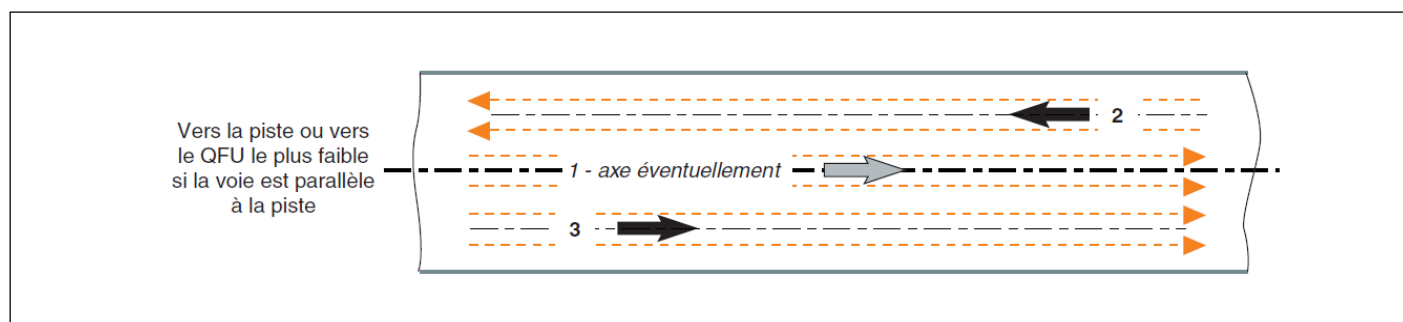 Vers la piste ou vers
le QFU le plus faible
si la voie est parallèle
à la piste
2
1 - axe éventuellement
3